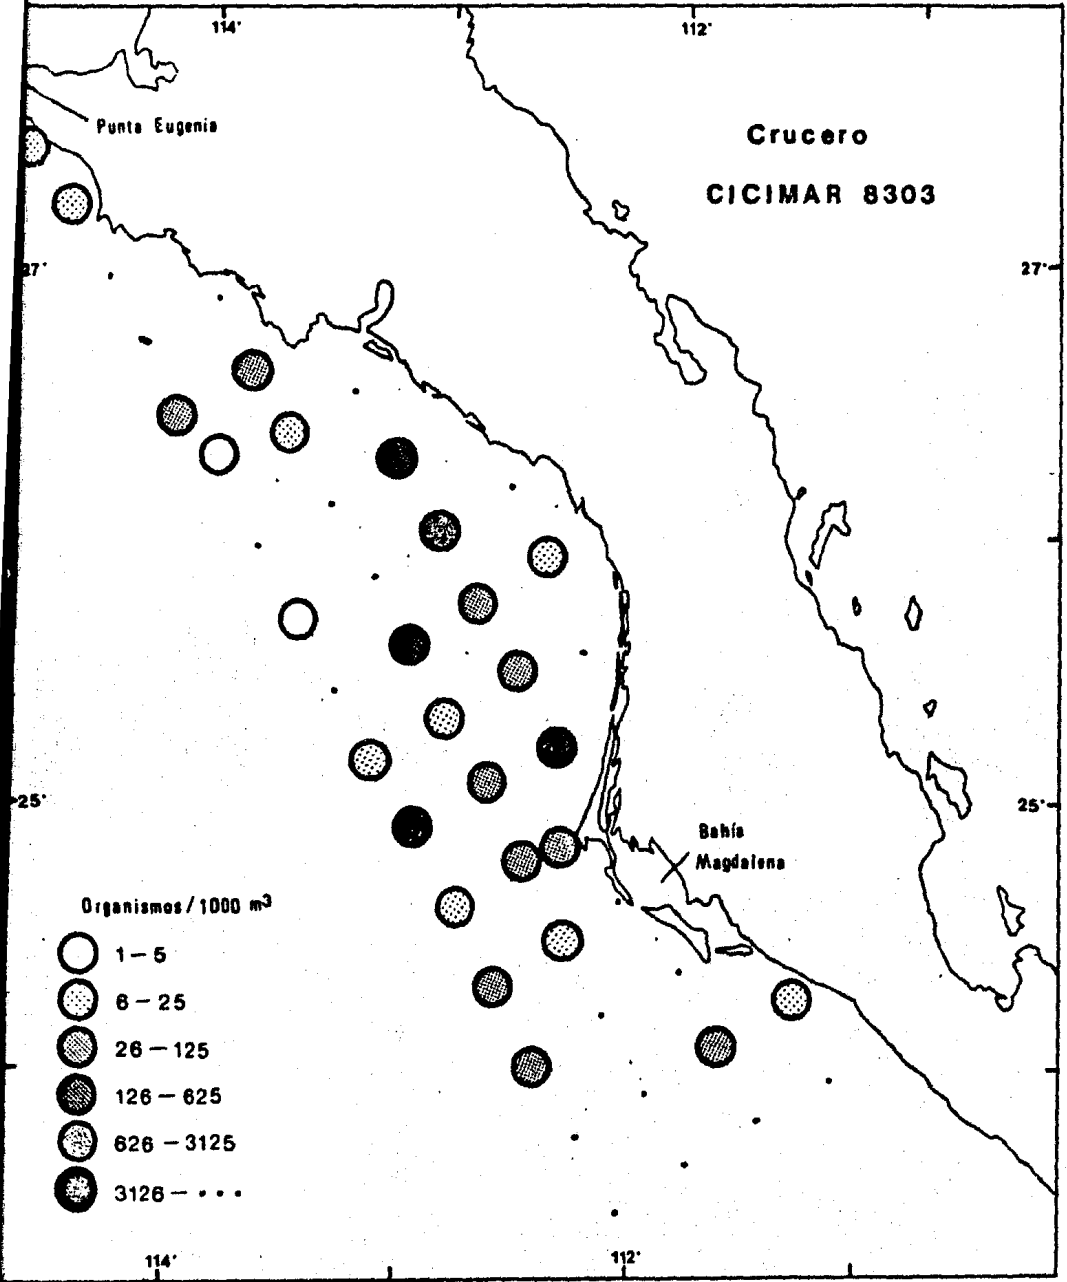 114°
112°
Punta Eugenia
Crucero
CICIMAR 8303
27°
27°
25°
25°
Bahía
Magdalena
Organismos/1000 m³
1–5
6–25
26–125
126–625
626–3125
3126–•••
114°
112°